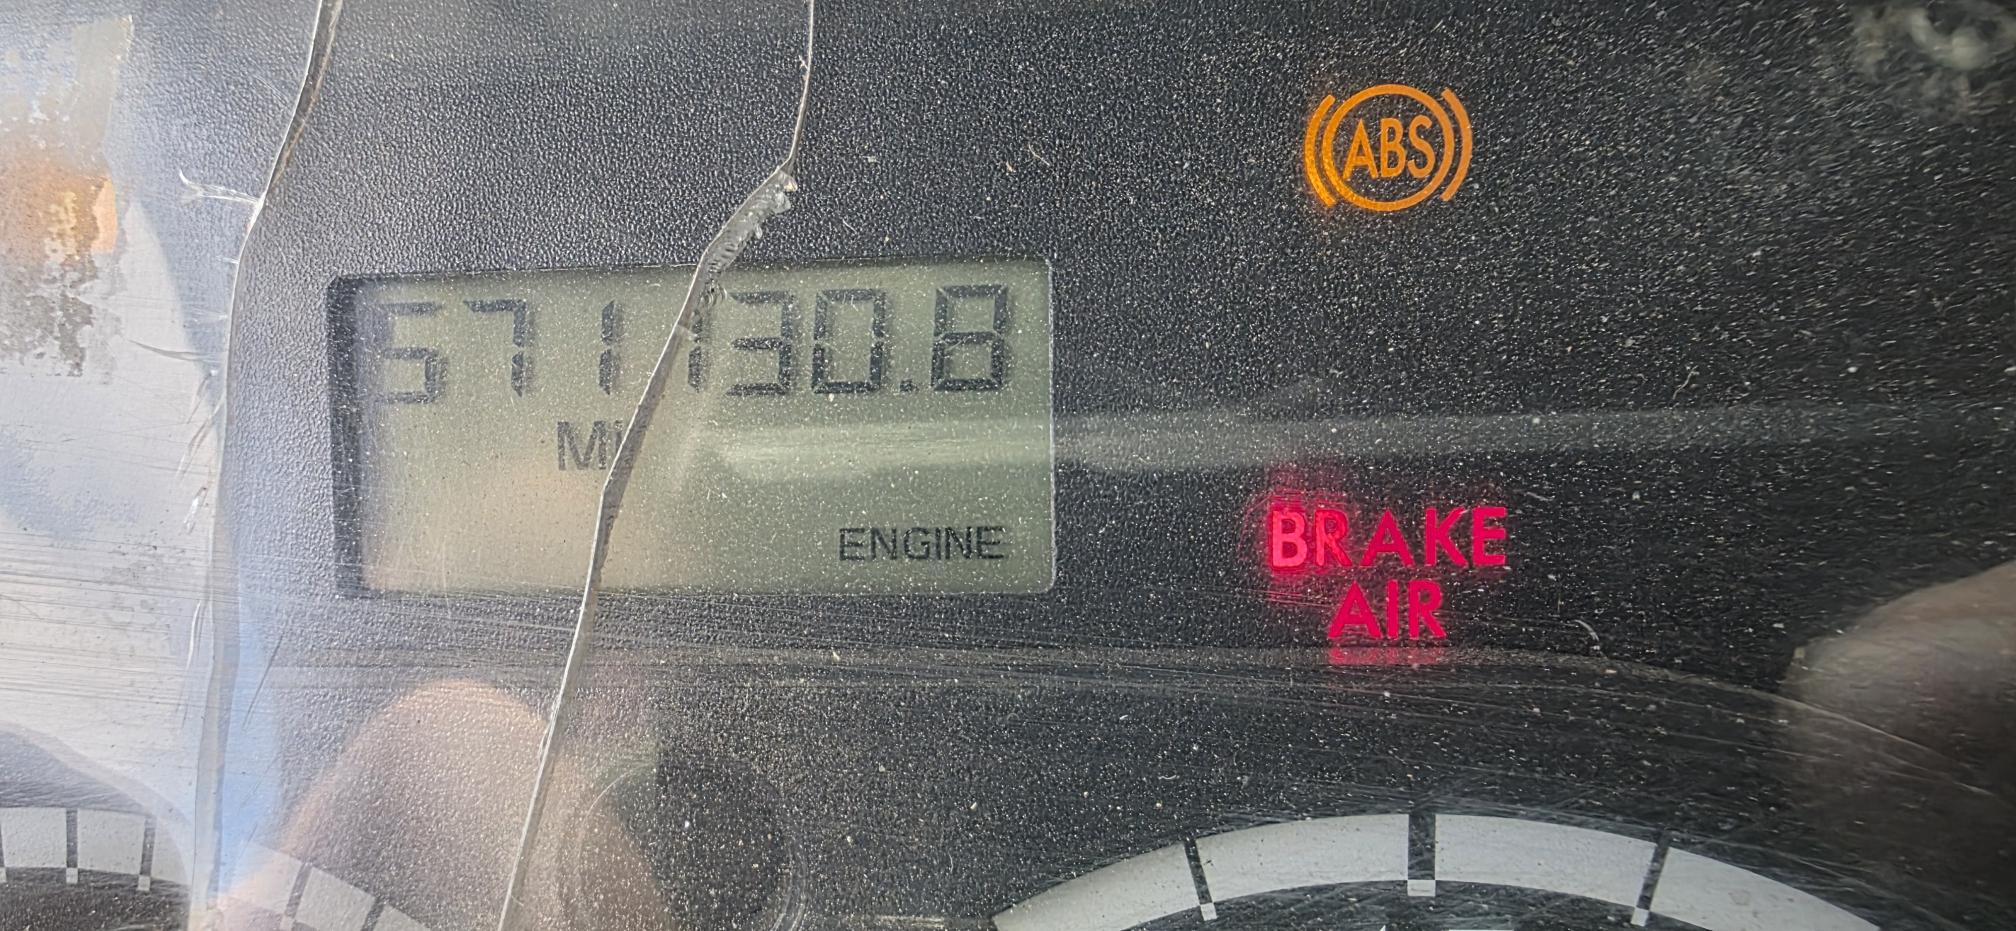 ABS
571130.8
MI
ENGINE
BRAKE
AIR